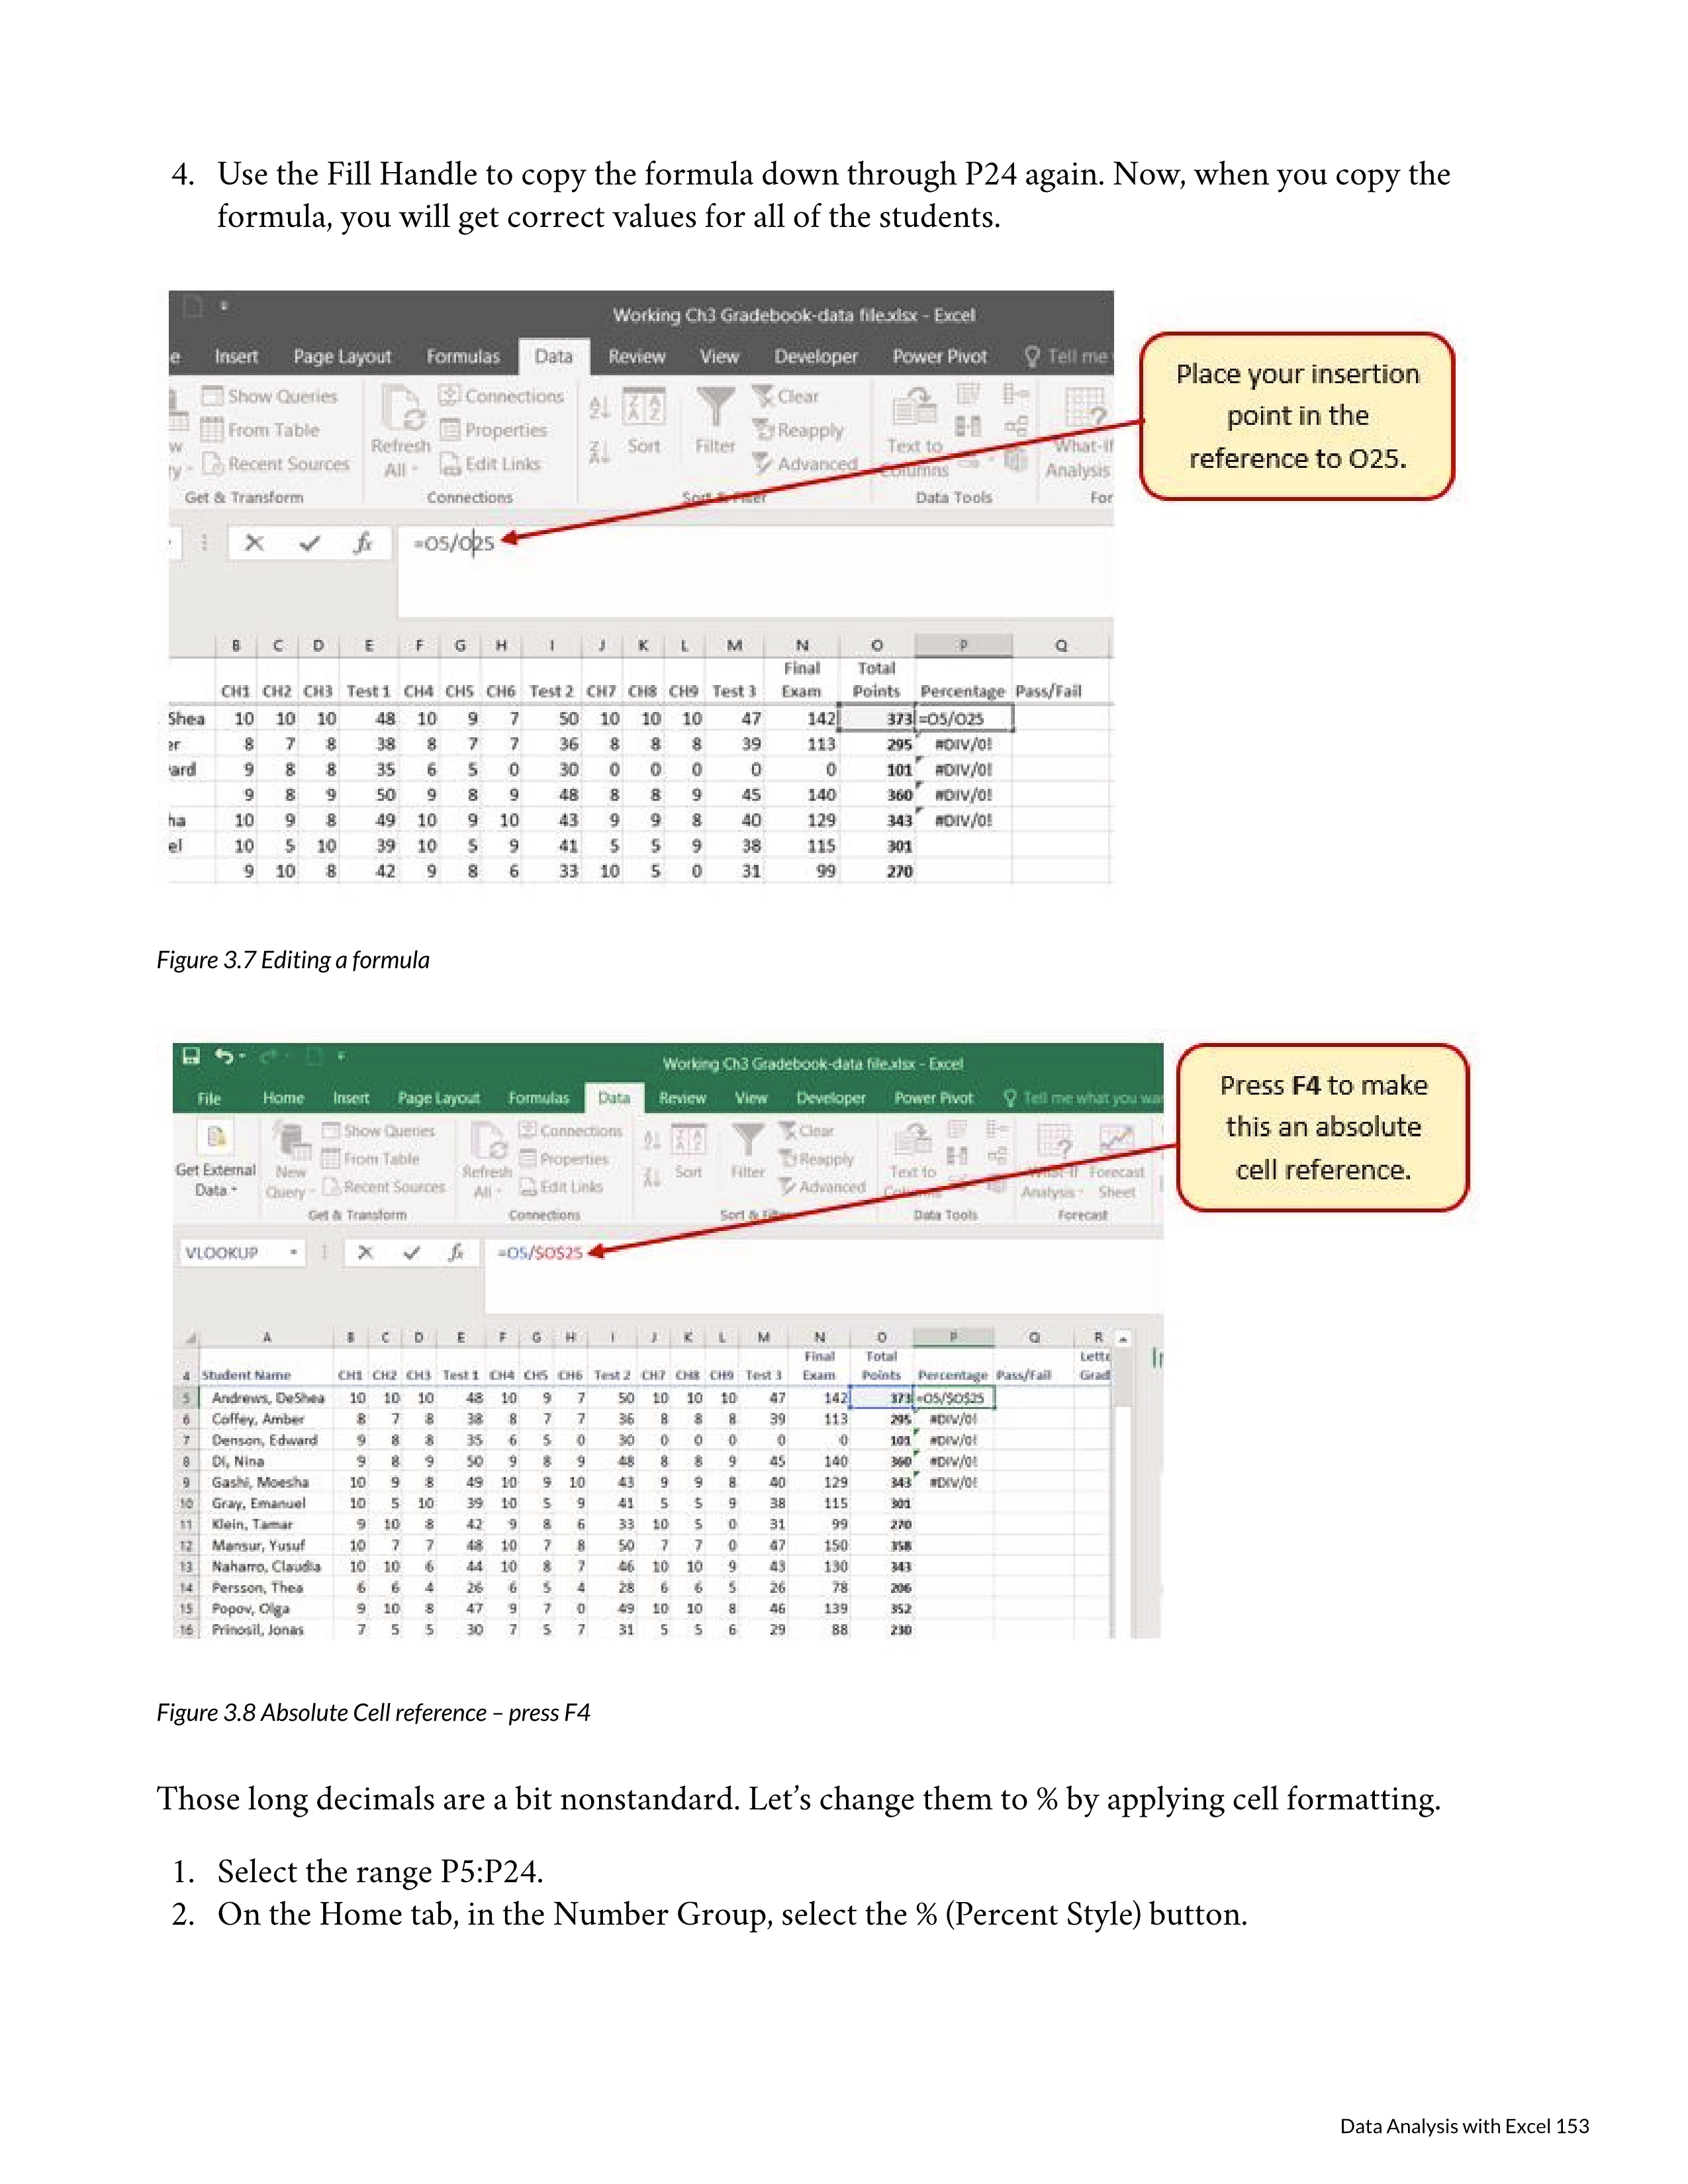 4. Use the Fill Handle to copy the formula down through P24 again. Now, when you copy the
formula, you will get correct values for all of the students.
Working Ch3 Gradebook-data file.xlsx - Excel
e Insert Page Layout Formulas Data Review View Developer Power Pivot Tell me
Show Queries Connections Clear
From Table Properties Reapply
Recent Sources Edit Links Advanced
Refresh All - Sort Filter Text to Columns What-If Analysis
Get & Transform Connections Sort & Filter Data Tools For
Place your insertion
point in the
reference to O25.
=O5/O25
B C D E F G H I J K L M N O P Q
Final Total
CH1 CH2 CH3 Test 1 CH4 CH5 CH6 Test 2 CH7 CH8 CH9 Test 3 Exam Points Percentage Pass/Fail
Shea 10 10 10 48 10 9 7 50 10 10 10 47 142 373 =O5/O25
er 8 7 8 38 8 7 7 36 8 8 8 39 113 295 #DIV/0!
ard 9 8 8 35 6 5 0 30 0 0 0 0 0 101 #DIV/0!
9 8 9 50 9 8 9 48 8 8 9 45 140 360 #DIV/0!
ha 10 9 8 49 10 9 10 43 9 9 8 40 129 343 #DIV/0!
el 10 5 10 39 10 5 9 41 5 5 9 38 115 301
9 10 8 42 9 8 6 33 10 5 0 31 99 270
Figure 3.7 Editing a formula
Working Ch3 Gradebook-data file.xlsx - Excel
File Home Insert Page Layout Formulas Data Review View Developer Power Pivot Tell me what you wa
Show Queries Connections Clear
From Table Properties Reapply
Recent Sources Edit Links Advanced
Get External Data - New Query - Refresh All - Sort Filter Text to What-If Analysis - Forecast Sheet
Get & Transform Connections Sort & Filter Data Tools Forecast
Press F4 to make
this an absolute
cell reference.
VLOOKUP =O5/$O$25
A B C D E F G H I J K L M N O P Q R
Final Total Lette
4 Student Name CH1 CH2 CH3 Test 1 CH4 CH5 CH6 Test 2 CH7 CH8 CH9 Test 3 Exam Points Percentage Pass/Fail Grad
5 Andrews, DeShea 10 10 10 48 10 9 7 50 10 10 10 47 142 373 =O5/$O$25
6 Coffey, Amber 8 7 8 38 8 7 7 36 8 8 8 39 113 295 #DIV/0!
7 Denson, Edward 9 8 8 35 6 5 0 30 0 0 0 0 0 101 #DIV/0!
8 Di, Nina 9 8 9 50 9 8 9 48 8 8 9 45 140 360 #DIV/0!
9 Gashi, Moesha 10 9 8 49 10 9 10 43 9 9 8 40 129 343 #DIV/0!
10 Gray, Emanuel 10 5 10 39 10 5 9 41 5 5 9 38 115 301
11 Klein, Tamar 9 10 8 42 9 8 6 33 10 5 0 31 99 270
12 Mansur, Yusuf 10 7 7 48 10 7 8 50 7 7 0 47 150 358
13 Naharro, Claudia 10 10 6 44 10 8 7 46 10 10 9 43 130 343
14 Persson, Thea 6 6 4 26 6 5 4 28 6 6 5 26 78 206
15 Popov, Olga 9 10 8 47 9 7 0 49 10 10 8 46 139 352
16 Prinosil, Jonas 7 5 5 30 7 5 7 31 5 5 6 29 88 230
Figure 3.8 Absolute Cell reference – press F4
Those long decimals are a bit nonstandard. Let’s change them to % by applying cell formatting.
1. Select the range P5:P24.
2. On the Home tab, in the Number Group, select the % (Percent Style) button.
Data Analysis with Excel 153